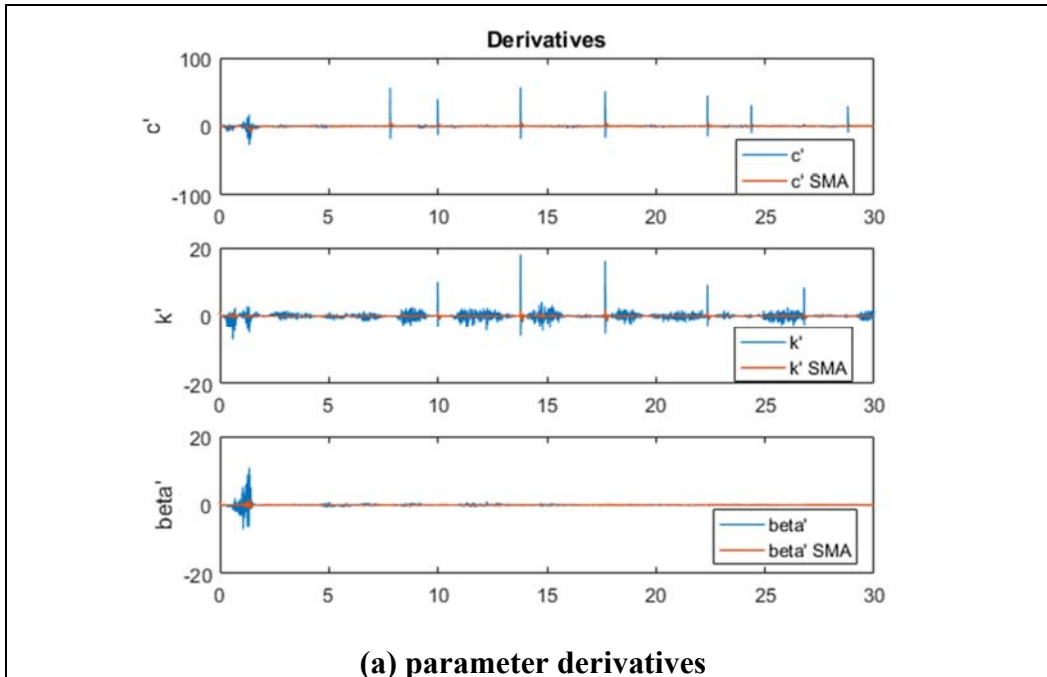 Derivatives
100
0
-100
c'
c'
c' SMA
0 5 10 15 20 25 30
20
0
-20
k'
k'
k' SMA
0 5 10 15 20 25 30
20
0
-20
beta'
beta'
beta' SMA
0 5 10 15 20 25 30
(a) parameter derivatives